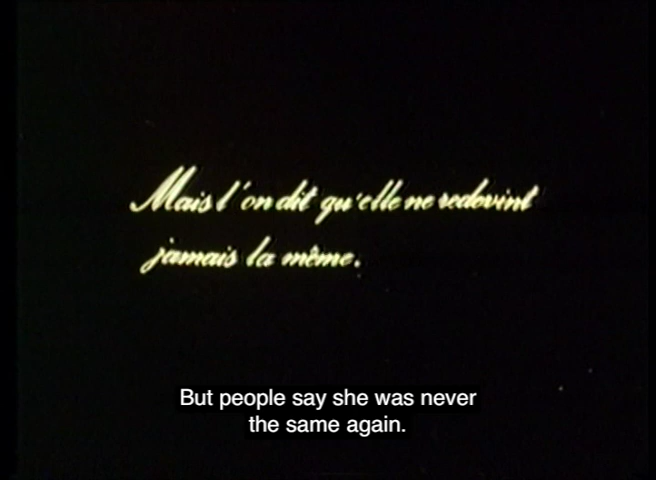 Mais l'on dit qu'elle ne redevint
jamais la même.
But people say she was never
the same again.